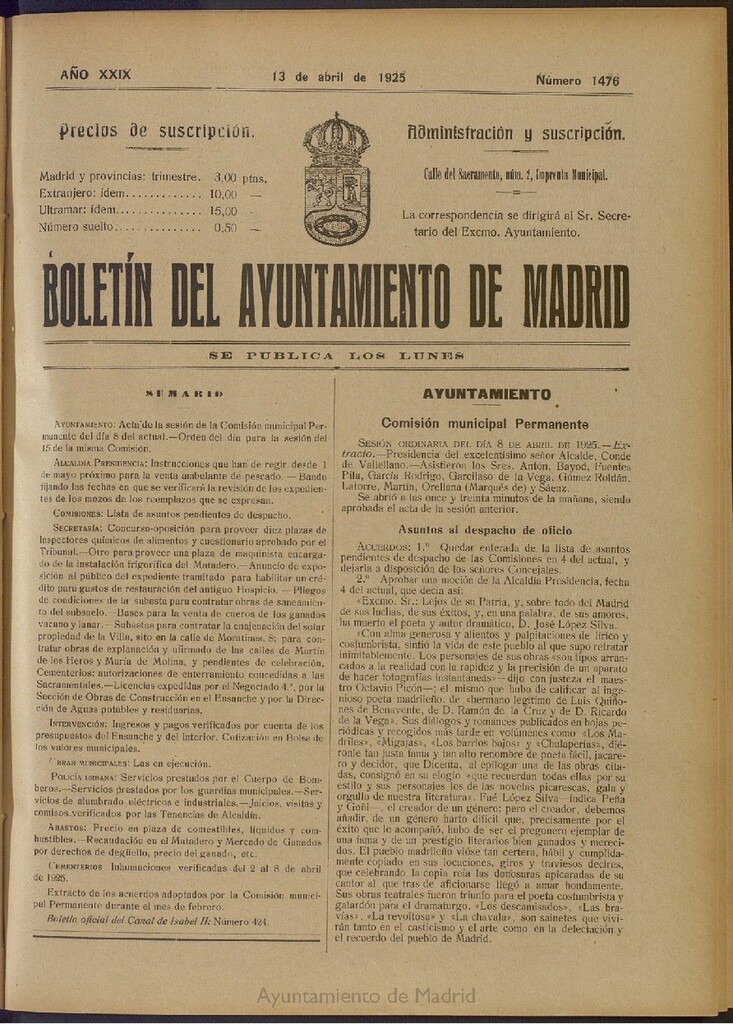 AÑO XXIX
13 de abril de 1925
Número 1476
Precios de suscripción.
Madrid y provincias: trimestre. 3,00 ptas.
Extranjero: ídem............. 10,00 —
Ultramar: ídem.............. 15,00 —
Número suelto.............. 0,50 —
Administración y suscripción.
Calle del Sacramento, núm. 2, Imprenta Municipal.
La correspondencia se dirigirá al Sr. Secre-
tario del Excmo. Ayuntamiento.
BOLETÍN DEL AYUNTAMIENTO DE MADRID
SE PUBLICA LOS LUNES
SUMARIO
AYUNTAMIENTO: Acta de la sesión de la Comisión municipal Per-
manente del día 8 del actual.—Orden del día para la sesión del
15 de la misma Comisión.
ALCALDÍA PRESIDENCIA: Instrucciones que han de regir desde 1
de mayo próximo para la venta ambulante de pescado. — Bando
fijando las fechas en que se verificará la revisión de los expedien-
tes de los mozos de los reemplazos que se expresan.
COMISIONES: Lista de asuntos pendientes de despacho.
SECRETARÍA: Concurso-oposición para proveer diez plazas de
Inspectores químicos de alimentos y cuestionario aprobado por el
Tribunal.—Otro para proveer una plaza de maquinista encarga-
do de la instalación frigorífica del Matadero.—Anuncio de expo-
sición al público del expediente tramitado para habilitar un cré-
dito para gustos de restauración del antiguo Hospicio. — Pliegos
de condiciones de la subasta para contratar obras de saneamien-
to del subsuelo.—Bases para la venta de cueros de los ganados
vacuno y lanar. — Subastas para contratar la enajenación del solar
propiedad de la Villa, sito en la calle de Moratines, 8; para con-
tratar obras de explanación y afirmado de las calles de Martín
de los Heros y María de Molina, y pendientes de celebración.
Cementerios: autorizaciones de enterramiento concedidas a las
Sacramentales.—Licencias expedidas por el Negociado 4.º, por la
Sección de Obras de Construcción en el Ensanche y por la Direc-
ción de Aguas potables y residuarias.
INTERVENCIÓN: Ingresos y pagos verificados por cuenta de los
presupuestos del Ensanche y del Interior. Cotización en Bolsa de
los valores municipales.
OBRAS MUNICIPALES: Las en ejecución.
POLICÍA URBANA: Servicios prestados por el Cuerpo de Bom-
beros.—Servicios prestados por los guardias municipales.—Ser-
vicios de alumbrado eléctricos e industriales.—Juicios, visitas y
comisos verificados por las Tenencias de Alcaldía.
ABASTOS: Precio en plaza de comestibles, líquidos y com-
bustibles.—Recaudación en el Matadero y Mercado de Ganados
por derechos de degüello, precio del ganado, etc.
CEMENTERIOS Inhumaciones verificadas del 2 al 8 de abril
de 1925.
Extracto de los acuerdos adoptados por la Comisión munici-
pal Permanente durante el mes de febrero.
Boletín oficial del Canal de Isabel II: Número 424.
AYUNTAMIENTO
Comisión municipal Permanente
SESIÓN ORDINARIA DEL DÍA 8 DE ABRIL DE 1925.—Ex-
tracto.—Presidencia del excelentísimo señor Alcalde, Conde
de Vallellano.—Asistieron los Sres. Antón, Bayod, Fuentes
Pila, García Rodrigo, Garcilaso de la Vega, Gómez Roldán,
Latorre, Martín, Orellana (Marqués de) y Sáenz.
Se abrió a las once y treinta minutos de la mañana, siendo
aprobada el acta de la sesión anterior.
Asuntos al despacho de oficio
ACUERDOS: 1.º Quedar enterada de la lista de asuntos
pendientes de despacho de las Comisiones en 4 del actual, y
dejarla a disposición de los señores Concejales.
2.º Aprobar una moción de la Alcaldía Presidencia, fecha
4 del actual, que decía así:
«Excmo. Sr.: Lejos de su Patria, y, sobre todo del Madrid
de sus luchas, de sus éxitos, y, en una palabra, de sus amores,
ha muerto el poeta y autor dramático, D. José López Silva.
»Con alma generosa y alientos y palpitaciones de lírico y
costumbrista, sintió la vida de este pueblo al que supo retratar
inimitablemente. Los personajes de sus obras «son tipos arran-
cados a la realidad con la rapidez y la precisión de un aparato
de hacer fotografías instantáneas»—dijo con justeza el maes-
tro Octavio Picón—; el mismo que hubo de calificar al inge-
nioso poeta madrileño, de «hermano legítimo de Luis Quiño-
nes de Benavente, de D. Ramón de la Cruz y de D. Ricardo
de la Vega». Sus diálogos y romances publicados en hojas pe-
riódicas y recogidos más tarde en volúmenes como «Los Ma-
driles», «Migajas», «Los barrios bajos» y «Chulaperías», dié-
ronle tan justa fama y tan alto renombre de poeta fácil, jacare-
ro y decidor, que Dicenta, al epilogar una de las obras cita-
das, consignó en su elogio «que recuerdan todas ellas por su
estilo y sus personajes los de las novelas picarescas, gala y
orgullo de nuestra literatura». Fué López Silva—indica Peña
y Goñi—, el creador de un género; pero el creador, debemos
añadir, de un género harto difícil que, precisamente por el
éxito que le acompañó, hubo de ser el pregonero ejemplar de
una fama y de un prestigio literarios bien ganados y mereci-
dos. El pueblo madrileño vióse tan certera, hábil y cumplida-
mente copiado en sus locuciones, giros y traviesos decires,
que celebrando la copia reía las donosuras apicaradas de su
cantor al que tras de aficionarse llegó a amar hondamente.
Sus obras teatrales fueron triunfo para el poeta costumbrista y
galardón para el dramaturgo. «Los descamisados», «Las bra-
vías», «La revoltosa» y «La chavala», son sainetes que vivi-
rán tanto en el casticismo y el arte como en la delectación y
el recuerdo del pueblo de Madrid.
Ayuntamiento de Madrid